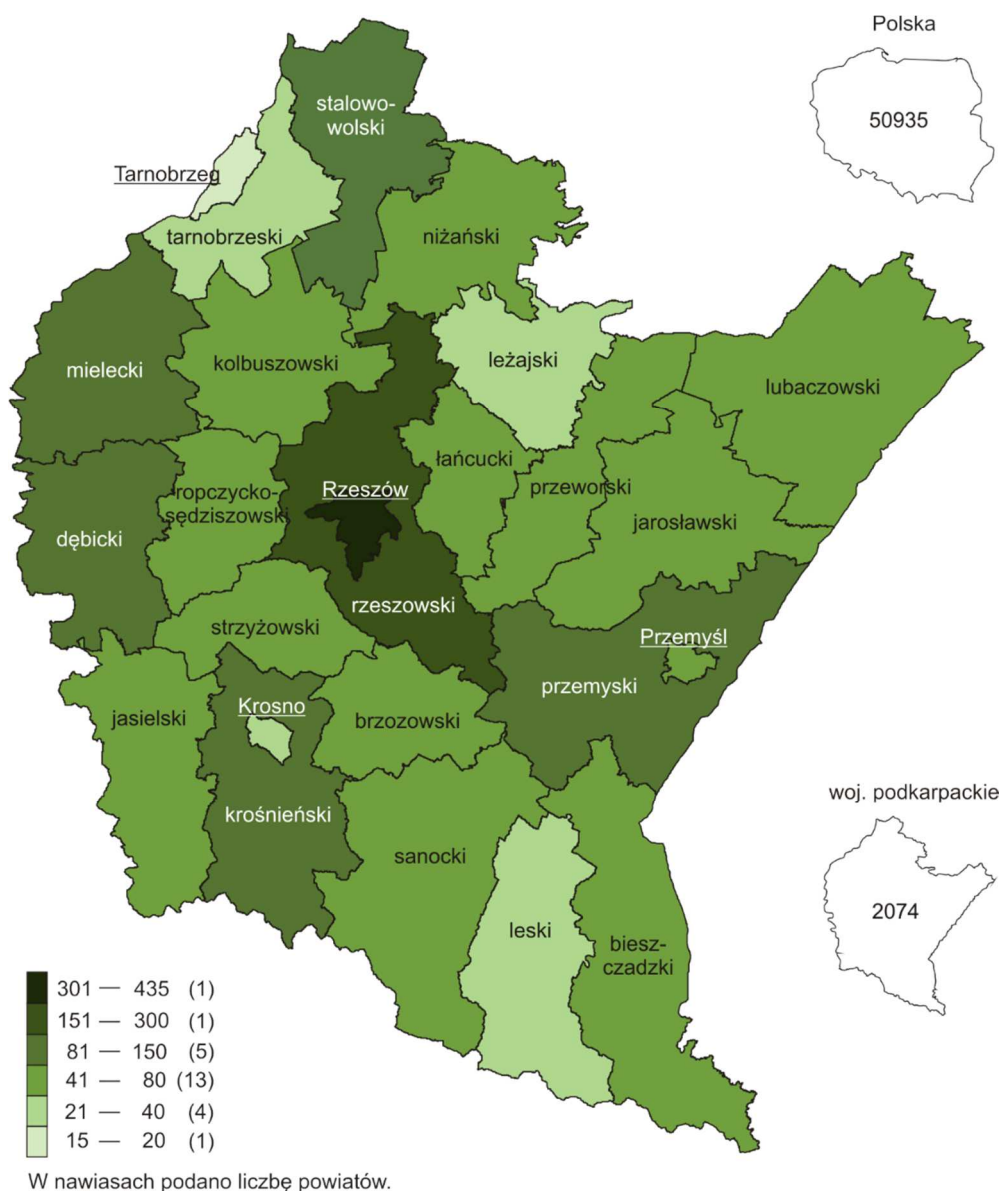 Polska
50935
stalowo-
wolski
Tarnobrzeg
tarnobrzeski
niżański
mielecki
kolbuszowski
leżajski
lubaczowski
łańcucki
ropczycko-
sędziszowski
Rzeszów
przeworski
jarosławski
dębicki
rzeszowski
strzyżowski
Przemyśl
przemyski
jasielski
Krosno
brzozowski
krośnieński
sanocki
leski
biesz-
czadzki
woj. podkarpackie
2074
301 — 435 (1)
151 — 300 (1)
81 — 150 (5)
41 — 80 (13)
21 — 40 (4)
15 — 20 (1)
W nawiasach podano liczbę powiatów.